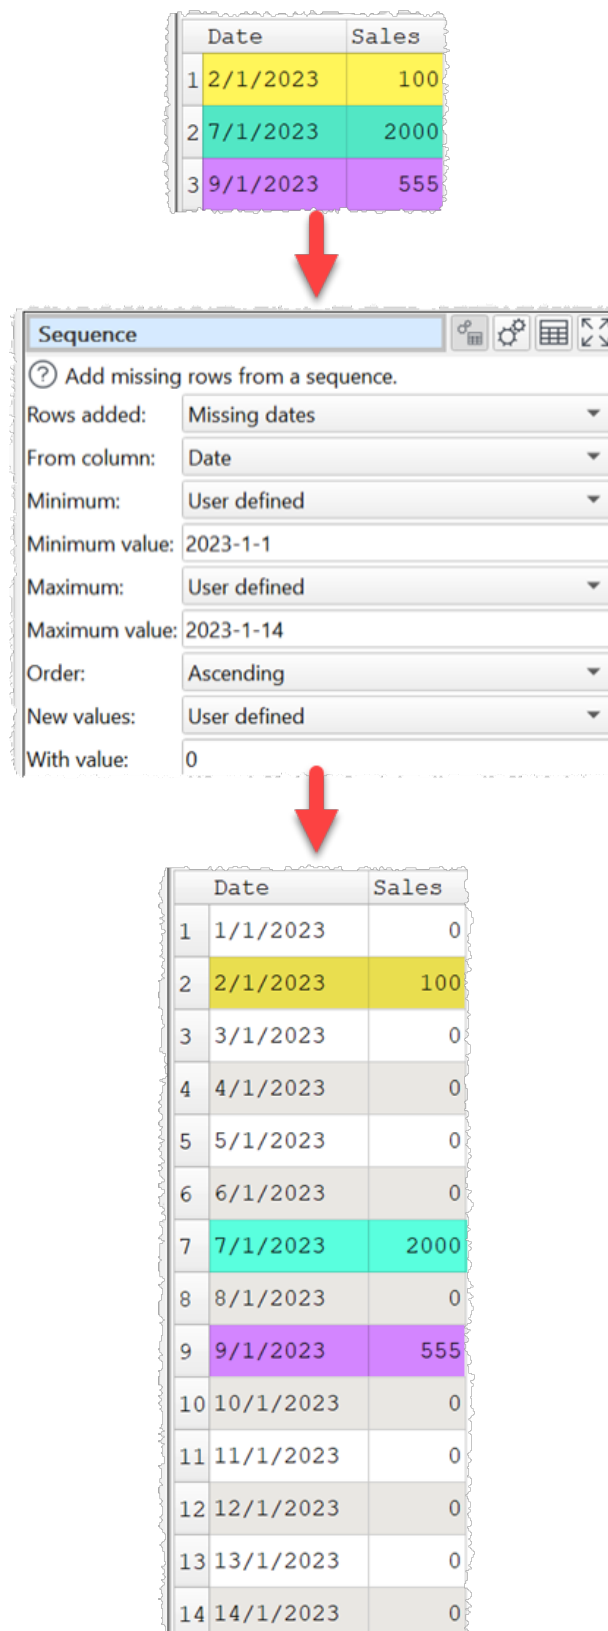 Date Sales
1 2/1/2023 100
2 7/1/2023 2000
3 9/1/2023 555
Sequence
? Add missing rows from a sequence.
Rows added: Missing dates
From column: Date
Minimum: User defined
Minimum value: 2023-1-1
Maximum: User defined
Maximum value: 2023-1-14
Order: Ascending
New values: User defined
With value: 0
Date Sales
1 1/1/2023 0
2 2/1/2023 100
3 3/1/2023 0
4 4/1/2023 0
5 5/1/2023 0
6 6/1/2023 0
7 7/1/2023 2000
8 8/1/2023 0
9 9/1/2023 555
10 10/1/2023 0
11 11/1/2023 0
12 12/1/2023 0
13 13/1/2023 0
14 14/1/2023 0